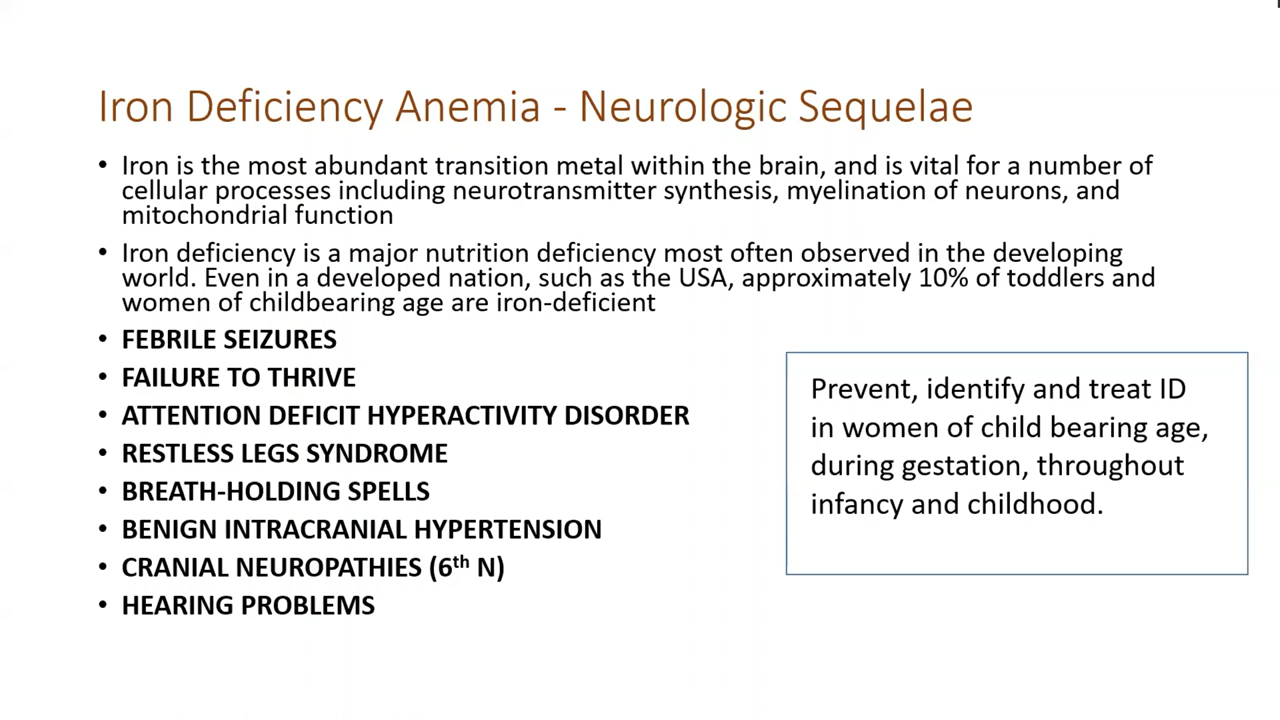 Iron Deficiency Anemia - Neurologic Sequelae
• Iron is the most abundant transition metal within the brain, and is vital for a number of
cellular processes including neurotransmitter synthesis, myelination of neurons, and
mitochondrial function
• Iron deficiency is a major nutrition deficiency most often observed in the developing
world. Even in a developed nation, such as the USA, approximately 10% of toddlers and
women of childbearing age are iron-deficient
• FEBRILE SEIZURES
• FAILURE TO THRIVE
• ATTENTION DEFICIT HYPERACTIVITY DISORDER
• RESTLESS LEGS SYNDROME
• BREATH-HOLDING SPELLS
• BENIGN INTRACRANIAL HYPERTENSION
• CRANIAL NEUROPATHIES (6th N)
• HEARING PROBLEMS
Prevent, identify and treat ID
in women of child bearing age,
during gestation, throughout
infancy and childhood.